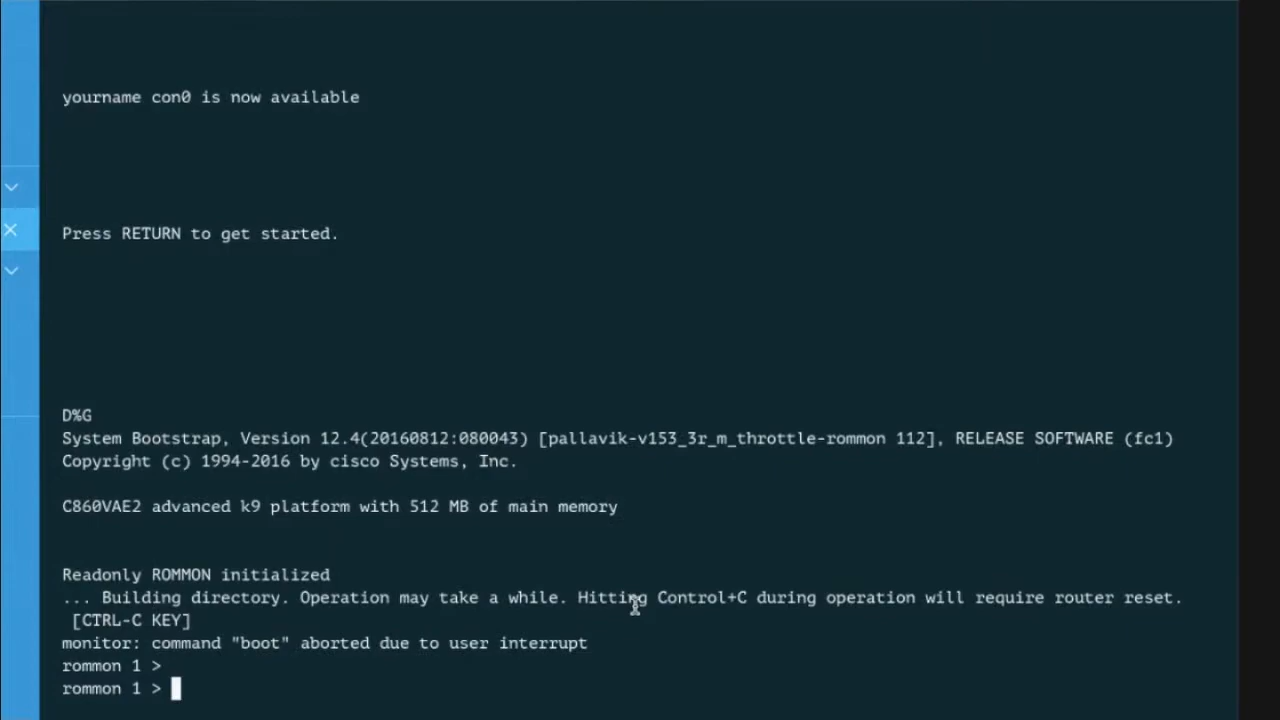 yourname con0 is now available
Press RETURN to get started.
D%G
System Bootstrap, Version 12.4(20160812:080043) [pallavik-v153_3r_m_throttle-rommon 112], RELEASE SOFTWARE (fc1)
Copyright (c) 1994-2016 by cisco Systems, Inc.
C860VAE2 advanced k9 platform with 512 MB of main memory
Readonly ROMMON initialized
... Building directory. Operation may take a while. Hitting Control+C during operation will require router reset.
[CTRL-C KEY]
monitor: command "boot" aborted due to user interrupt
rommon 1 >
rommon 1 >